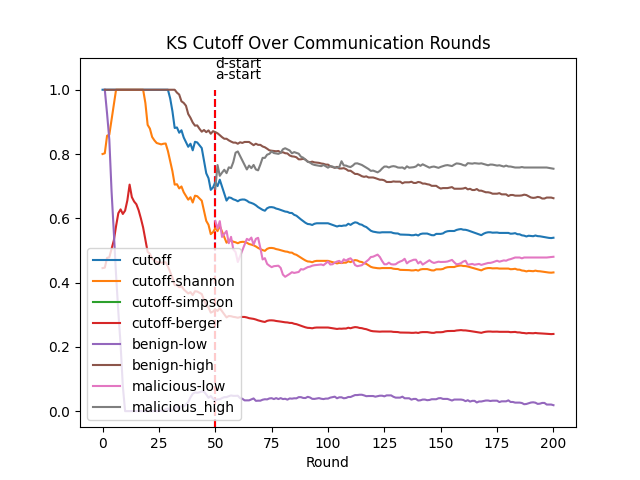 KS Cutoff Over Communication Rounds
d-start
a-start
1.0
0.8
0.6
0.4
0.2
0.0
cutoff
cutoff-shannon
cutoff-simpson
cutoff-berger
benign-low
benign-high
malicious-low
malicious_high
0 25 50 75 100 125 150 175 200
Round